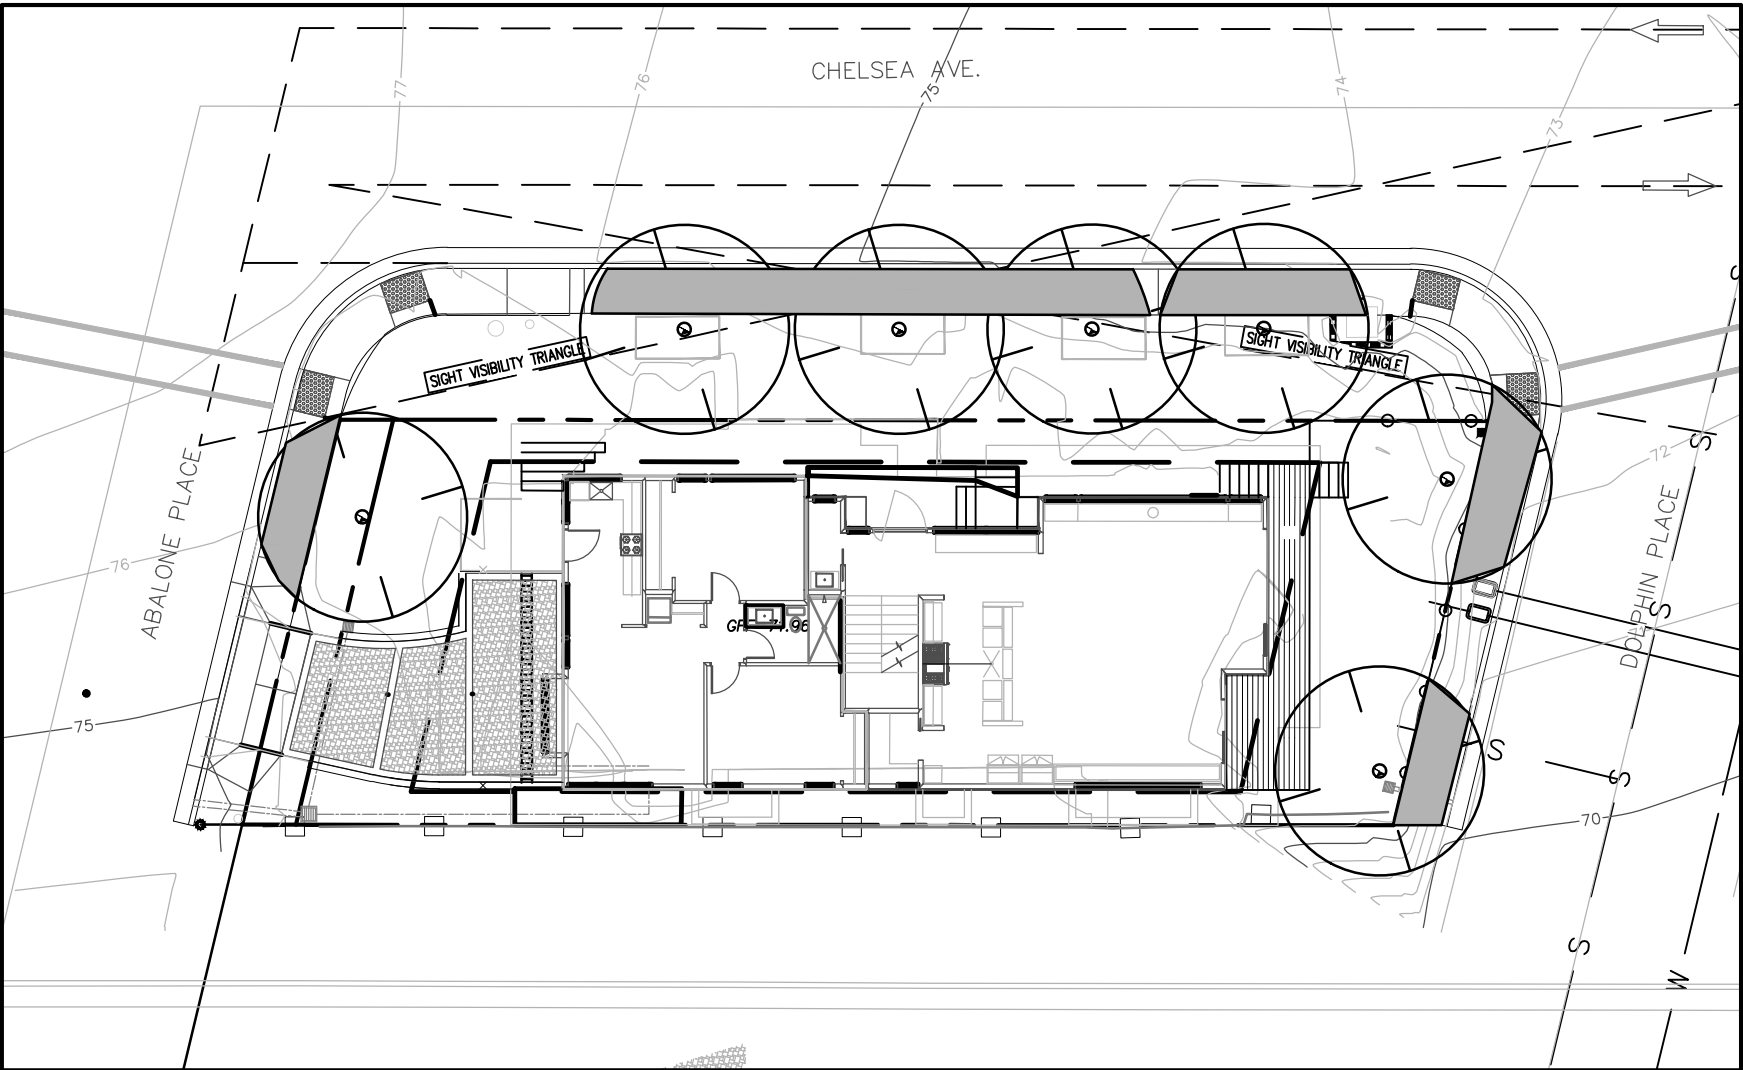 CHELSEA AVE.
77
76
75
74
73
SIGHT VISIBILITY TRIANGLE
SIGHT VISIBILITY TRIANGLE
ABALONE PLACE
DOLPHIN PLACE
S
S
72
76
S
75
S
S
70
S
W